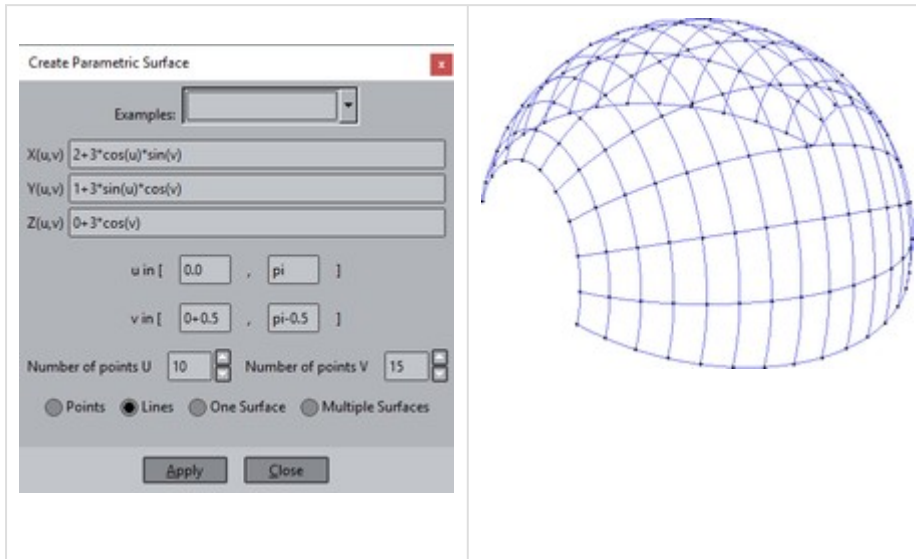 Create Parametric Surface x
Examples:
X(u,v) 2+3*cos(u)*sin(v)
Y(u,v) 1+3*sin(u)*cos(v)
Z(u,v) 0+3*cos(v)
u in [ 0.0 , pi ]
v in [ 0+0.5 , pi-0.5 ]
Number of points U 10 Number of points V 15
Points Lines One Surface Multiple Surfaces
Apply Close